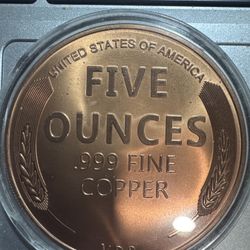 UNITED STATES OF AMERICA
FIVE
OUNCES
.999 FINE
COPPER